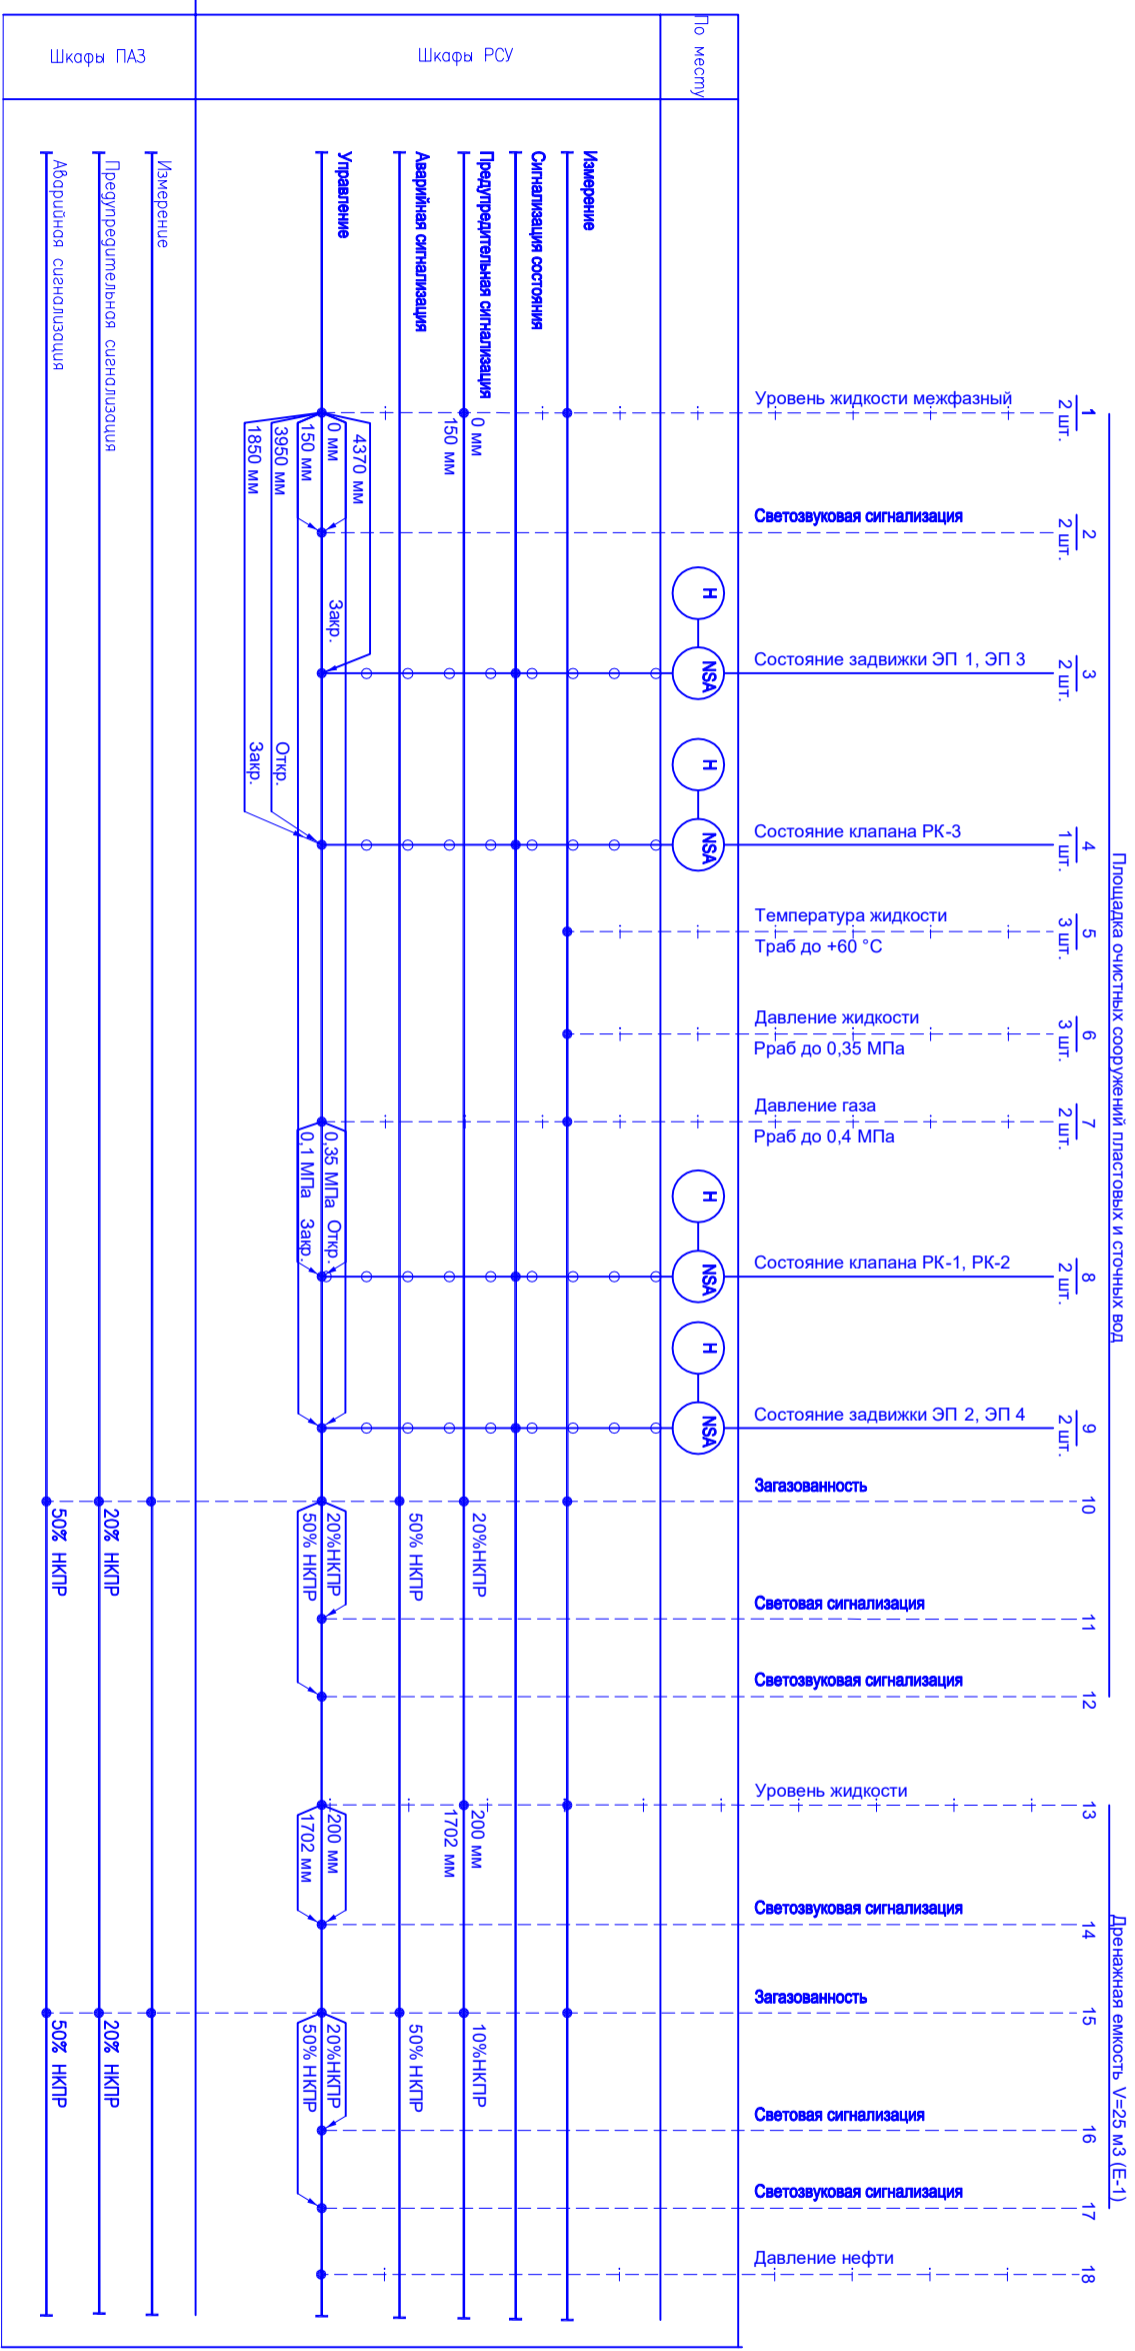 Площадка очистных сооружений пластовых и сточных вод
Дренажная емкость V=25 м3 (Е-1)
1
2 шт.
2
2 шт.
3
2 шт.
4
1 шт.
5
3 шт.
6
3 шт.
7
2 шт.
8
2 шт.
9
2 шт.
10
11
12
13
14
15
16
17
18
Уровень жидкости межфазный
Светозвуковая сигнализация
Состояние задвижки ЭП 1, ЭП 3
Состояние клапана РК-3
Температура жидкости
Траб до +60 °С
Давление жидкости
Рраб до 0,35 МПа
Давление газа
Рраб до 0,4 МПа
Состояние клапана РК-1, РК-2
Состояние задвижки ЭП 2, ЭП 4
Загазованность
Световая сигнализация
Светозвуковая сигнализация
Уровень жидкости
Светозвуковая сигнализация
Загазованность
Световая сигнализация
Светозвуковая сигнализация
Давление нефти
По месту
H
NSA
H
NSA
H
NSA
H
NSA
Шкафы РСУ
Измерение
Сигнализация состояния
Предупредительная сигнализация
0 мм
150 мм
20%НКПР
200 мм
1702 мм
10%НКПР
Аварийная сигнализация
50% НКПР
50% НКПР
Управление
4370 мм
0 мм
150 мм
3950 мм
1850 мм
Закр.
Откр.
Закр.
0,35 МПа Откр.
0,1 МПа Закр.
20%НКПР
50% НКПР
200 мм
1702 мм
20%НКПР
50% НКПР
Шкафы ПАЗ
Измерение
Предупредительная сигнализация
20% НКПР
20% НКПР
Аварийная сигнализация
50% НКПР
50% НКПР